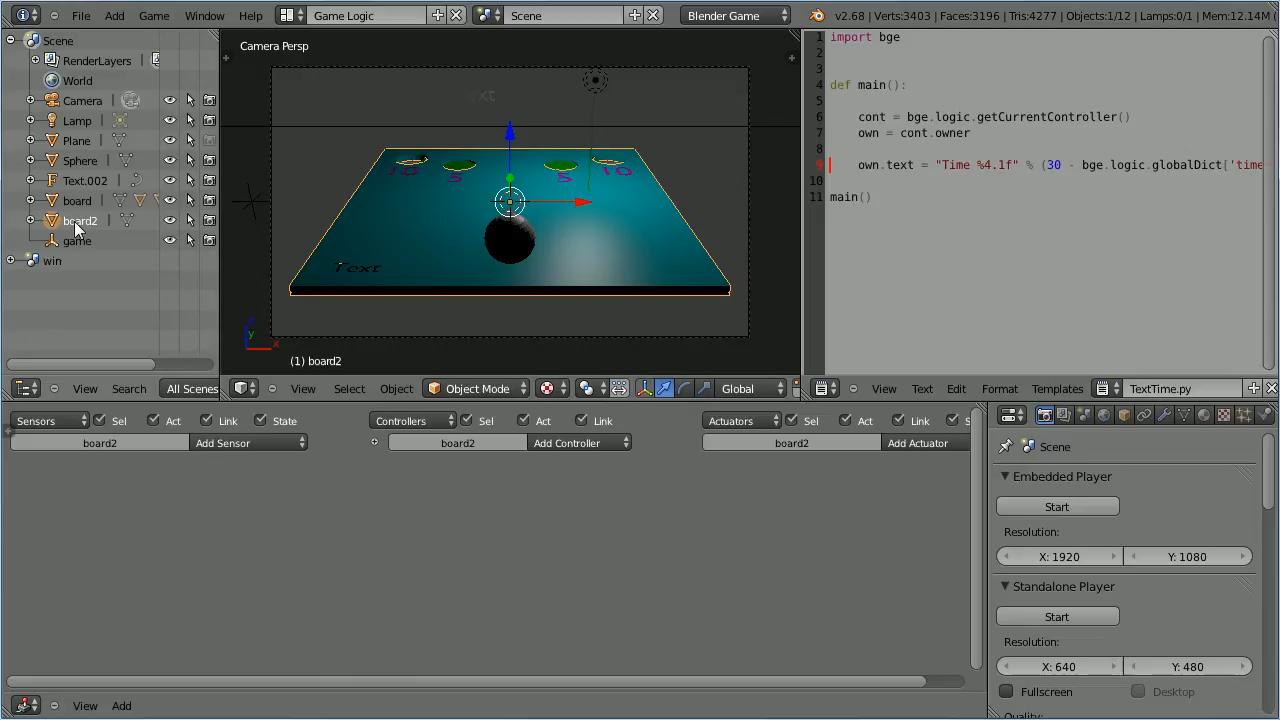 File Add Game Window Help Game Logic Scene Blender Game v2.68 | Verts:3403 | Faces:3196 | Tris:4277 | Objects:1/12 | Lamps:0/1 | Mem:12.14M
Scene
RenderLayers
World
Camera
Lamp
Plane
Sphere
Text.002
board
board2
game
win
View Search All Scenes
Camera Persp
10 5 5 10
Text
z
y
x
(1) board2
View Select Add Object Object Mode Global
1 import bge
2
3
4 def main():
5
6 cont = bge.logic.getCurrentController()
7 own = cont.owner
8
9 own.text = "Time %4.1f" % (30 - bge.logic.globalDict['time
10
11 main()
View Text Edit Format Templates TextTime.py
Sensors Sel Act Link State
board2 Add Sensor
Controllers Sel Act Link
board2 Add Controller
Actuators Sel Act Link S
board2 Add Actuator
View Add
Scene
Embedded Player
Start
Resolution:
X: 1920 Y: 1080
Standalone Player
Start
Resolution:
X: 640 Y: 480
Fullscreen Desktop
Quality: